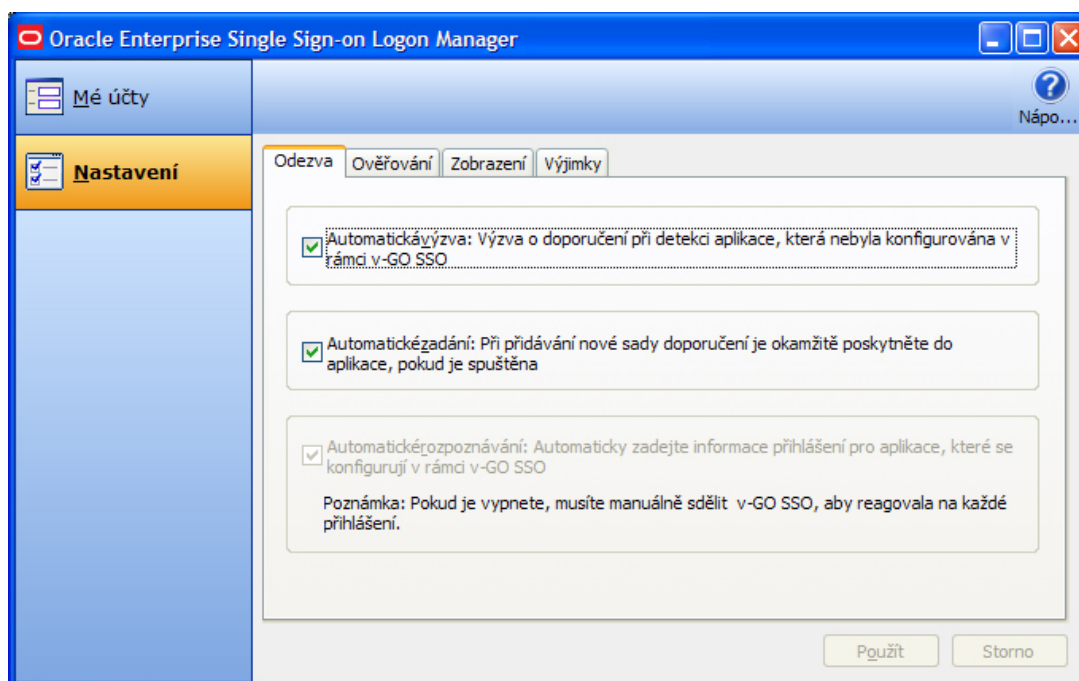 Oracle Enterprise Single Sign-on Logon Manager
Mé účty
Nápo...
Nastavení
Odezva Ověřování Zobrazení Výjimky
Automatickávýzva: Výzva o doporučení při detekci aplikace, která nebyla konfigurována v
rámci v-GO SSO
Automatickézadání: Při přidávání nové sady doporučení je okamžitě poskytněte do
aplikace, pokud je spuštěna
Automatickérozpoznávání: Automaticky zadejte informace přihlášení pro aplikace, které se
konfigurují v rámci v-GO SSO
Poznámka: Pokud je vypnete, musíte manuálně sdělit v-GO SSO, aby reagovala na každé
přihlášení.
Použít Storno